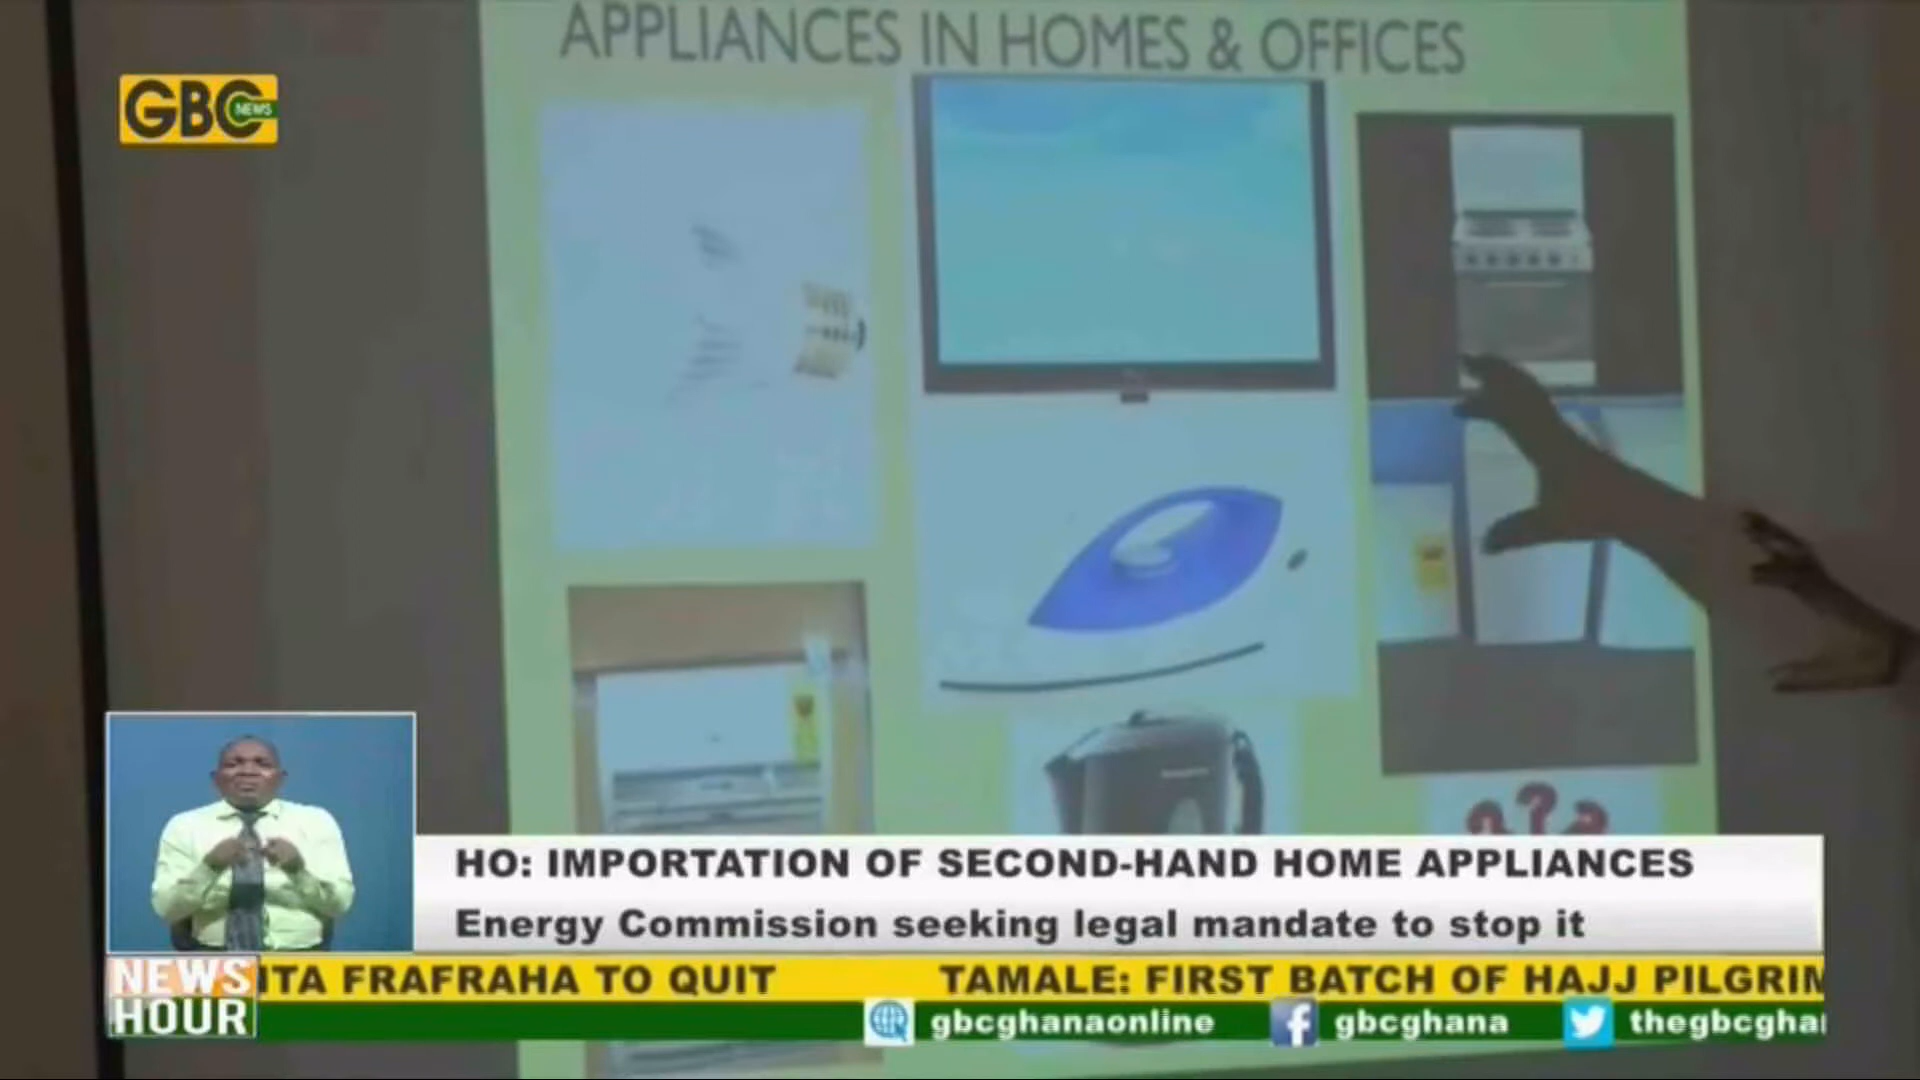 APPLIANCES IN HOMES & OFFICES
GBC NEWS
HO: IMPORTATION OF SECOND-HAND HOME APPLIANCES
Energy Commission seeking legal mandate to stop it
NEWS HOUR
ITA FRAFRAHA TO QUIT TAMALE: FIRST BATCH OF HAJJ PILGRIM
gbcghanaonline gbcghana thegbcgha